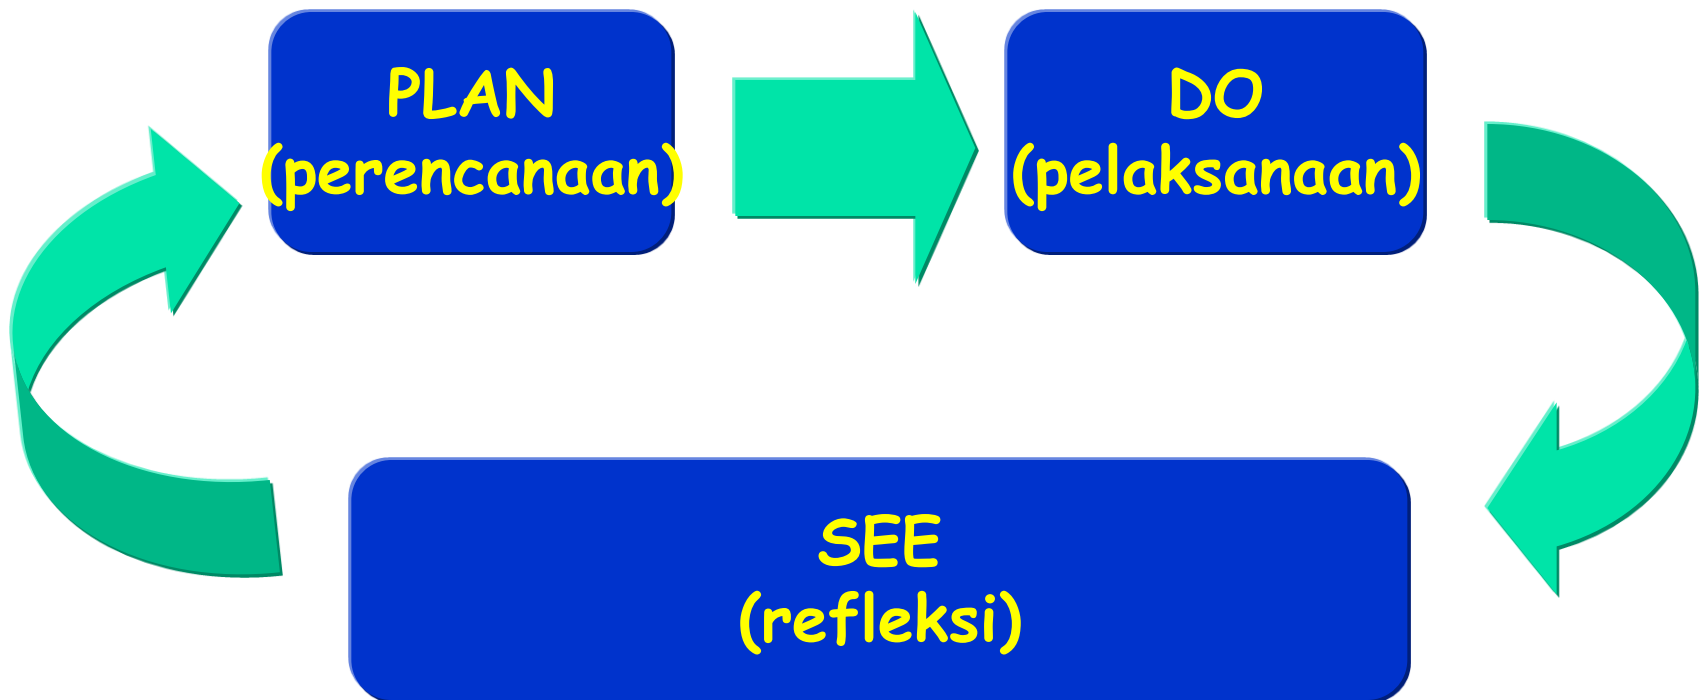 PLAN
(perencanaan)
DO
(pelaksanaan)
SEE
(refleksi)